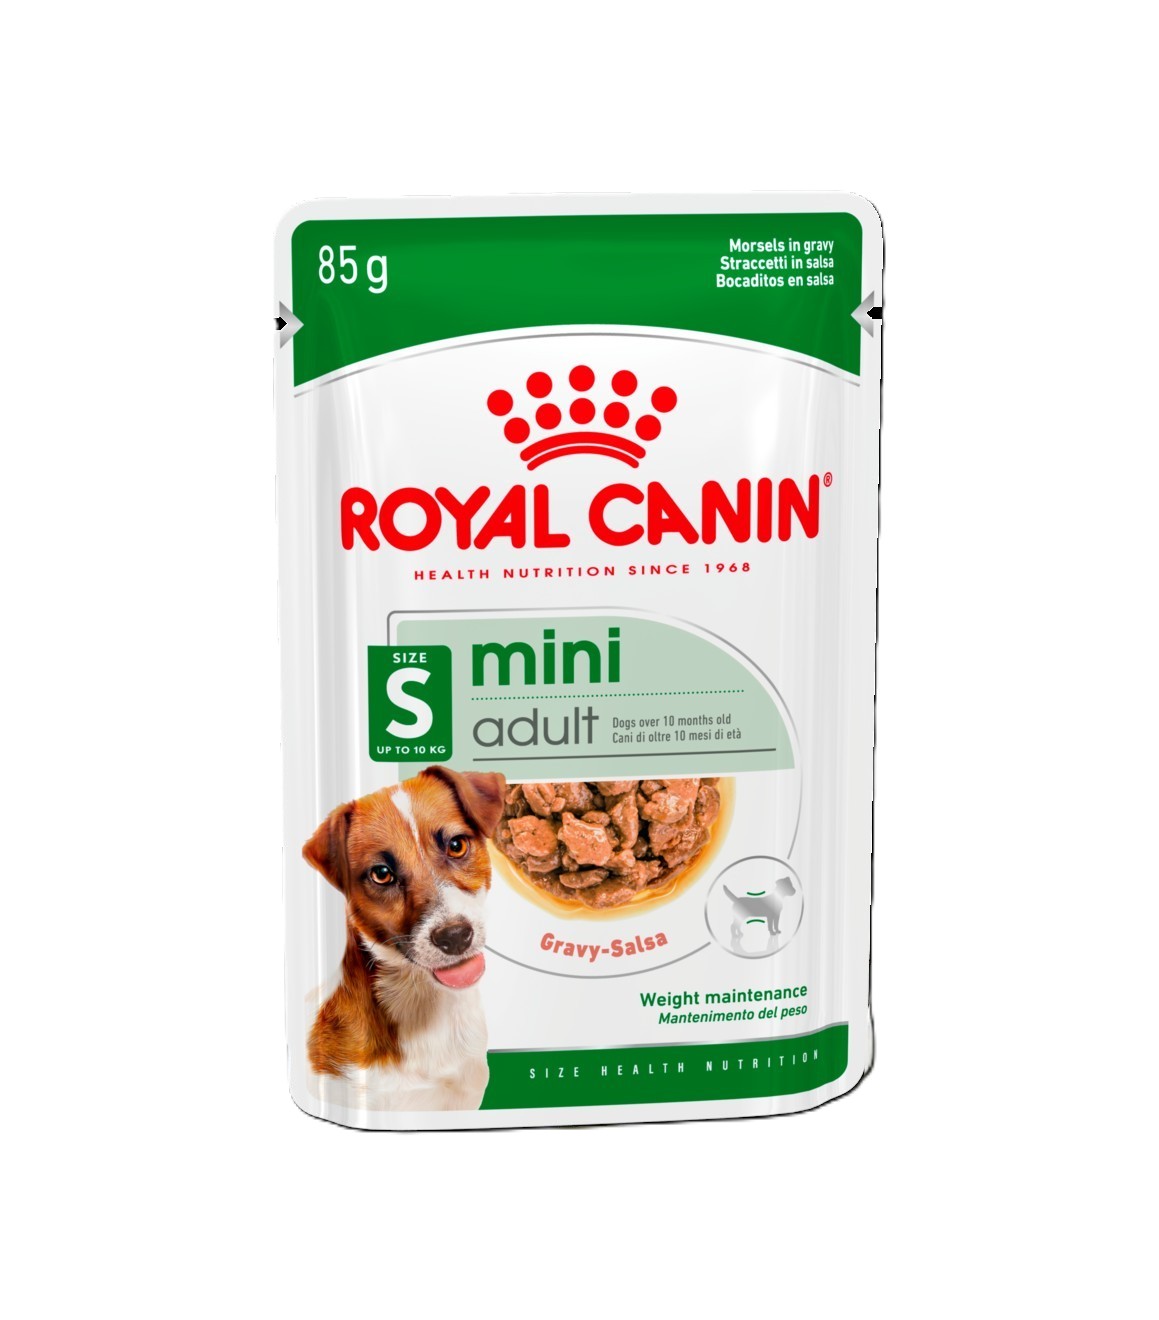 85 g
Morsels in gravy
Straccetti in salsa
Bocaditos en salsa
ROYAL CANIN®
HEALTH NUTRITION SINCE 1968
SIZE
S
UP TO 10 KG
mini
adult
Dogs over 10 months old
Cani di oltre 10 mesi di età
Gravy-Salsa
Weight maintenance
Mantenimento del peso
SIZE HEALTH NUTRITION